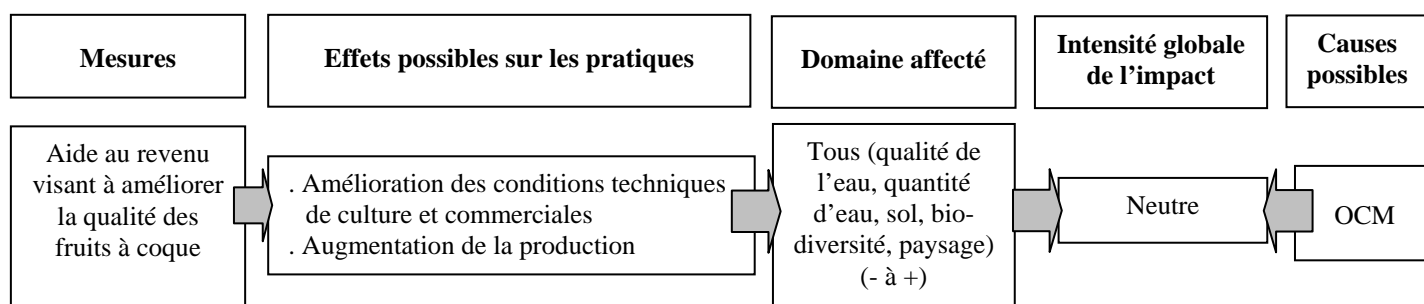 Mesures
Effets possibles sur les pratiques
Domaine affecté
Intensité globale
de l’impact
Causes
possibles
Aide au revenu
visant à améliorer
la qualité des
fruits à coque
. Amélioration des conditions techniques
de culture et commerciales
. Augmentation de la production
Tous (qualité de
l’eau, quantité
d’eau, sol, bio-
diversité, paysage)
(- à +)
Neutre
OCM